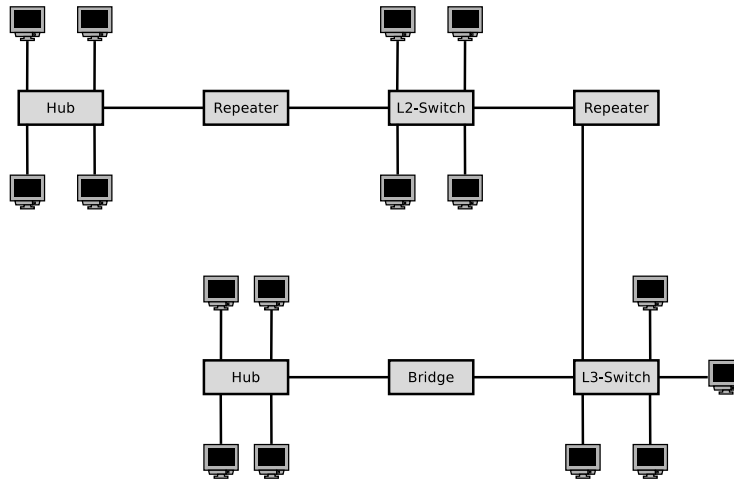 Hub
Repeater
L2-Switch
Repeater
Hub
Bridge
L3-Switch